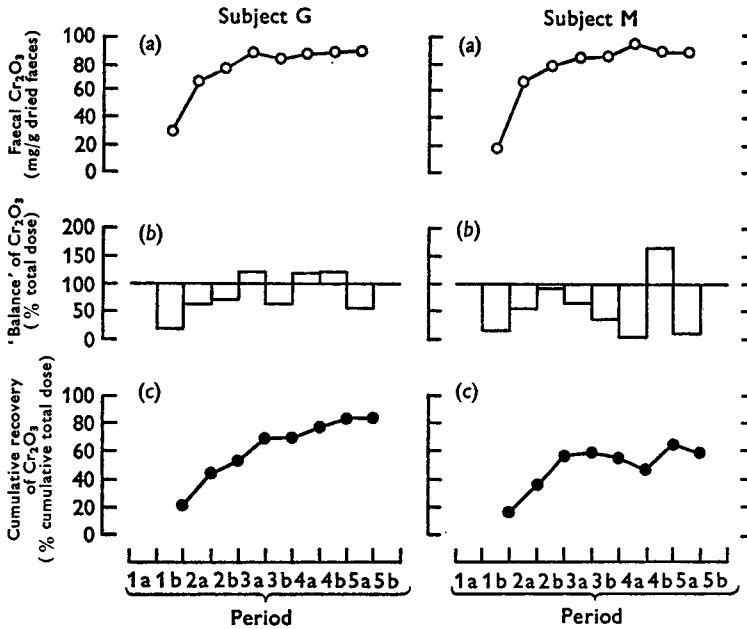 Subject G
Subject M
Faecal Cr₂O₃
(mg/g dried faeces)
100
80
60
40
20
0
(a)
(a)
'Balance' of Cr₂O₃
(% total dose)
100
150
100
50
0
(b)
(b)
Cumulative recovery
of Cr₂O₃
(% cumulative total dose)
100
80
60
40
20
0
(c)
(c)
1a 1b 2a 2b 3a 3b 4a 4b 5a 5b
1a 1b 2a 2b 3a 3b 4a 4b 5a 5b
Period
Period